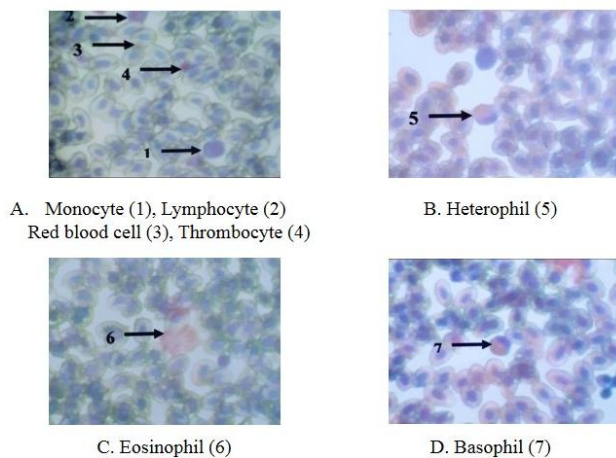 2
3
4
1
5
A. Monocyte (1), Lymphocyte (2)
Red blood cell (3), Thrombocyte (4)
B. Heterophil (5)
6
7
C. Eosinophil (6)
D. Basophil (7)